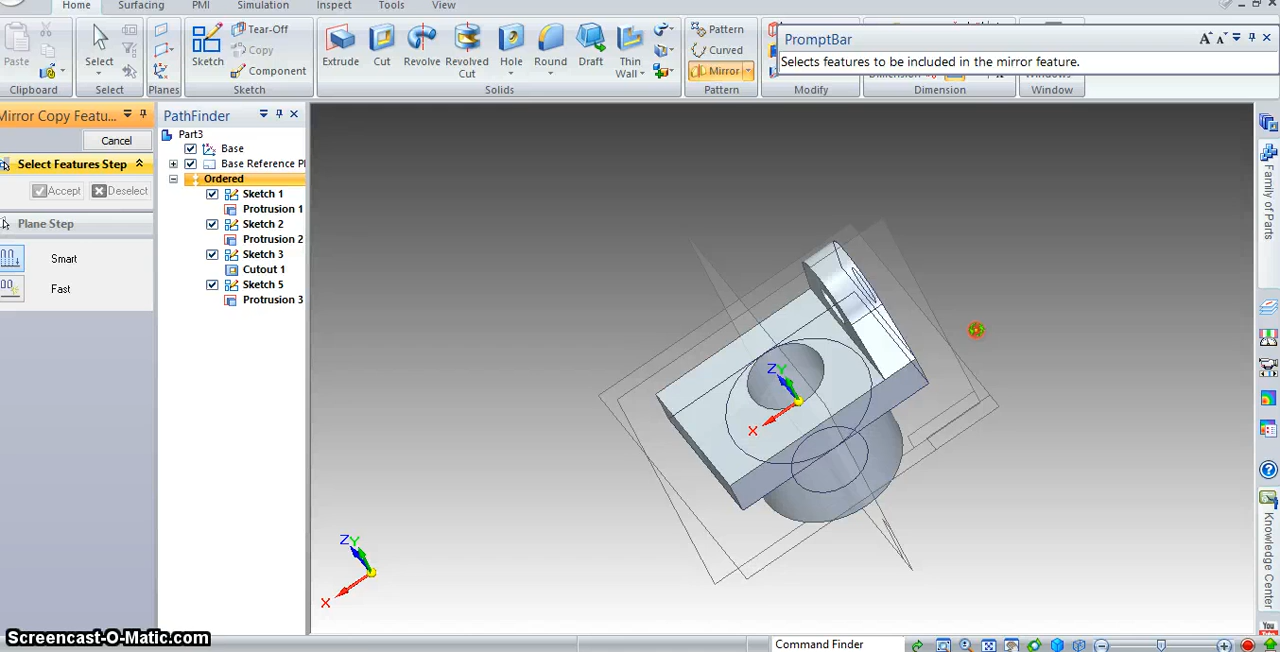 Home Surfacing PMI Simulation Inspect Tools View
Tear-Off
Copy
Component
Paste
Select
Sketch
Extrude Cut Revolve Revolved Cut Hole Round Draft Thin Wall
Pattern
Curved
Mirror
PromptBar
Selects features to be included in the mirror feature.
Clipboard Select Planes Sketch Solids Pattern Modify Dimension Window
Mirror Copy Featu...
Cancel
Select Features Step
Accept Deselect
Plane Step
Smart
Fast
PathFinder
Part3
Base
Base Reference Pl
Ordered
Sketch 1
Protrusion 1
Sketch 2
Protrusion 2
Sketch 3
Cutout 1
Sketch 5
Protrusion 3
Z Y
X
Z Y
X
Family of Parts
Knowledge Center
You
Screencast-O-Matic.com
Command Finder